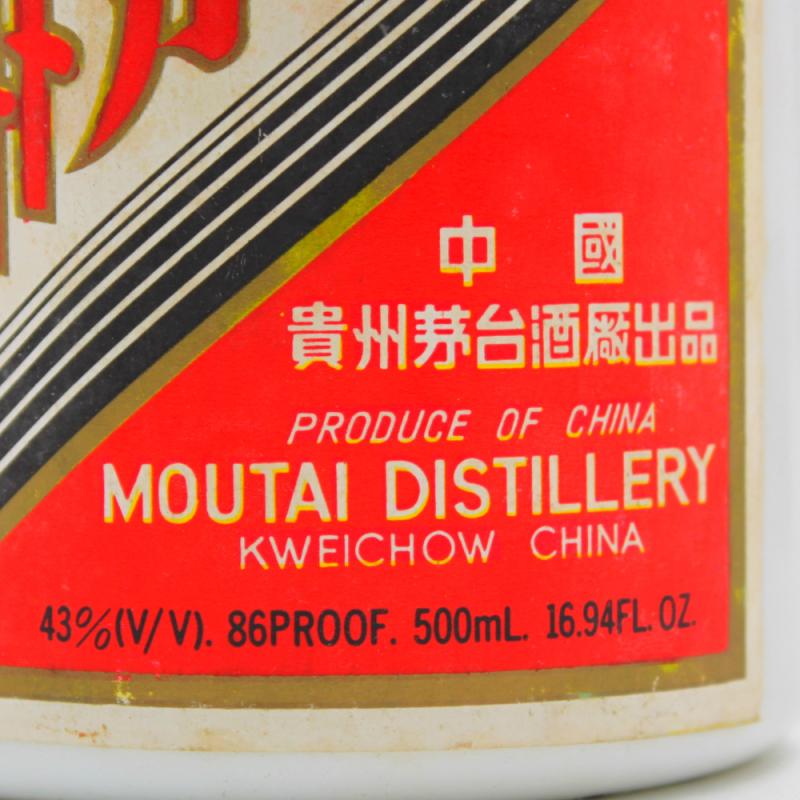 中國
貴州茅台酒厰出品
PRODUCE OF CHINA
MOUTAI DISTILLERY
KWEICHOW CHINA
43%(V/V). 86PROOF. 500mL. 16.94FL. OZ.